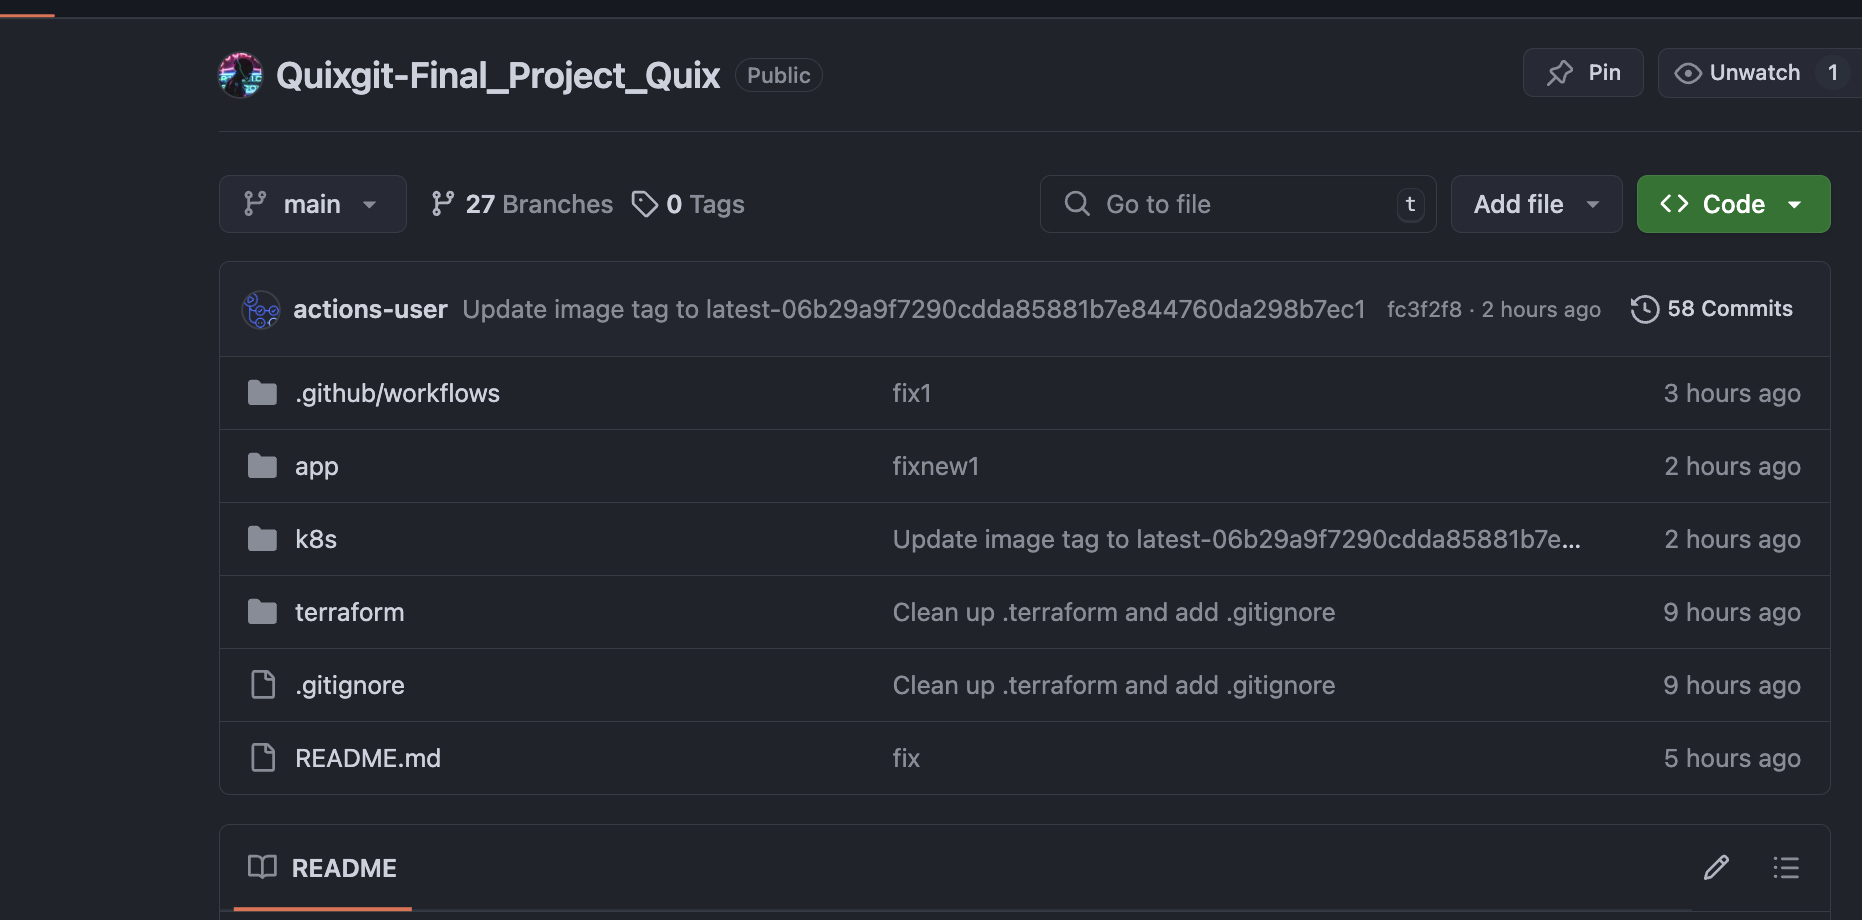 Quixgit-Final_Project_Quix Public Pin Unwatch 1
main 27 Branches 0 Tags Go to file t Add file Code
actions-user Update image tag to latest-06b29a9f7290cdda85881b7e844760da298b7ec1 fc3f2f8 · 2 hours ago 58 Commits
.github/workflows fix1 3 hours ago
app fixnew1 2 hours ago
k8s Update image tag to latest-06b29a9f7290cdda85881b7e... 2 hours ago
terraform Clean up .terraform and add .gitignore 9 hours ago
.gitignore Clean up .terraform and add .gitignore 9 hours ago
README.md fix 5 hours ago
README